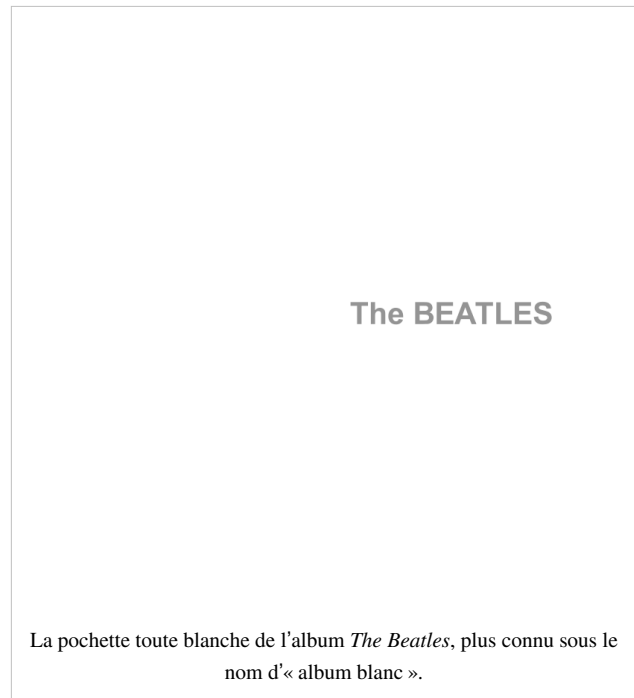 The BEATLES
La pochette toute blanche de l'album The Beatles, plus connu sous le
nom d'« album blanc ».